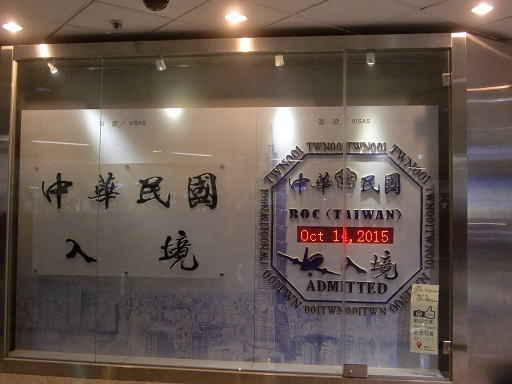 簽 證 / VISAS
中華民國
入境
簽 證 / VISAS
TWN001 TWN001 TWN001
中華民國
ROC (TAIWAN)
Oct 14,2015
入境
ADMITTED